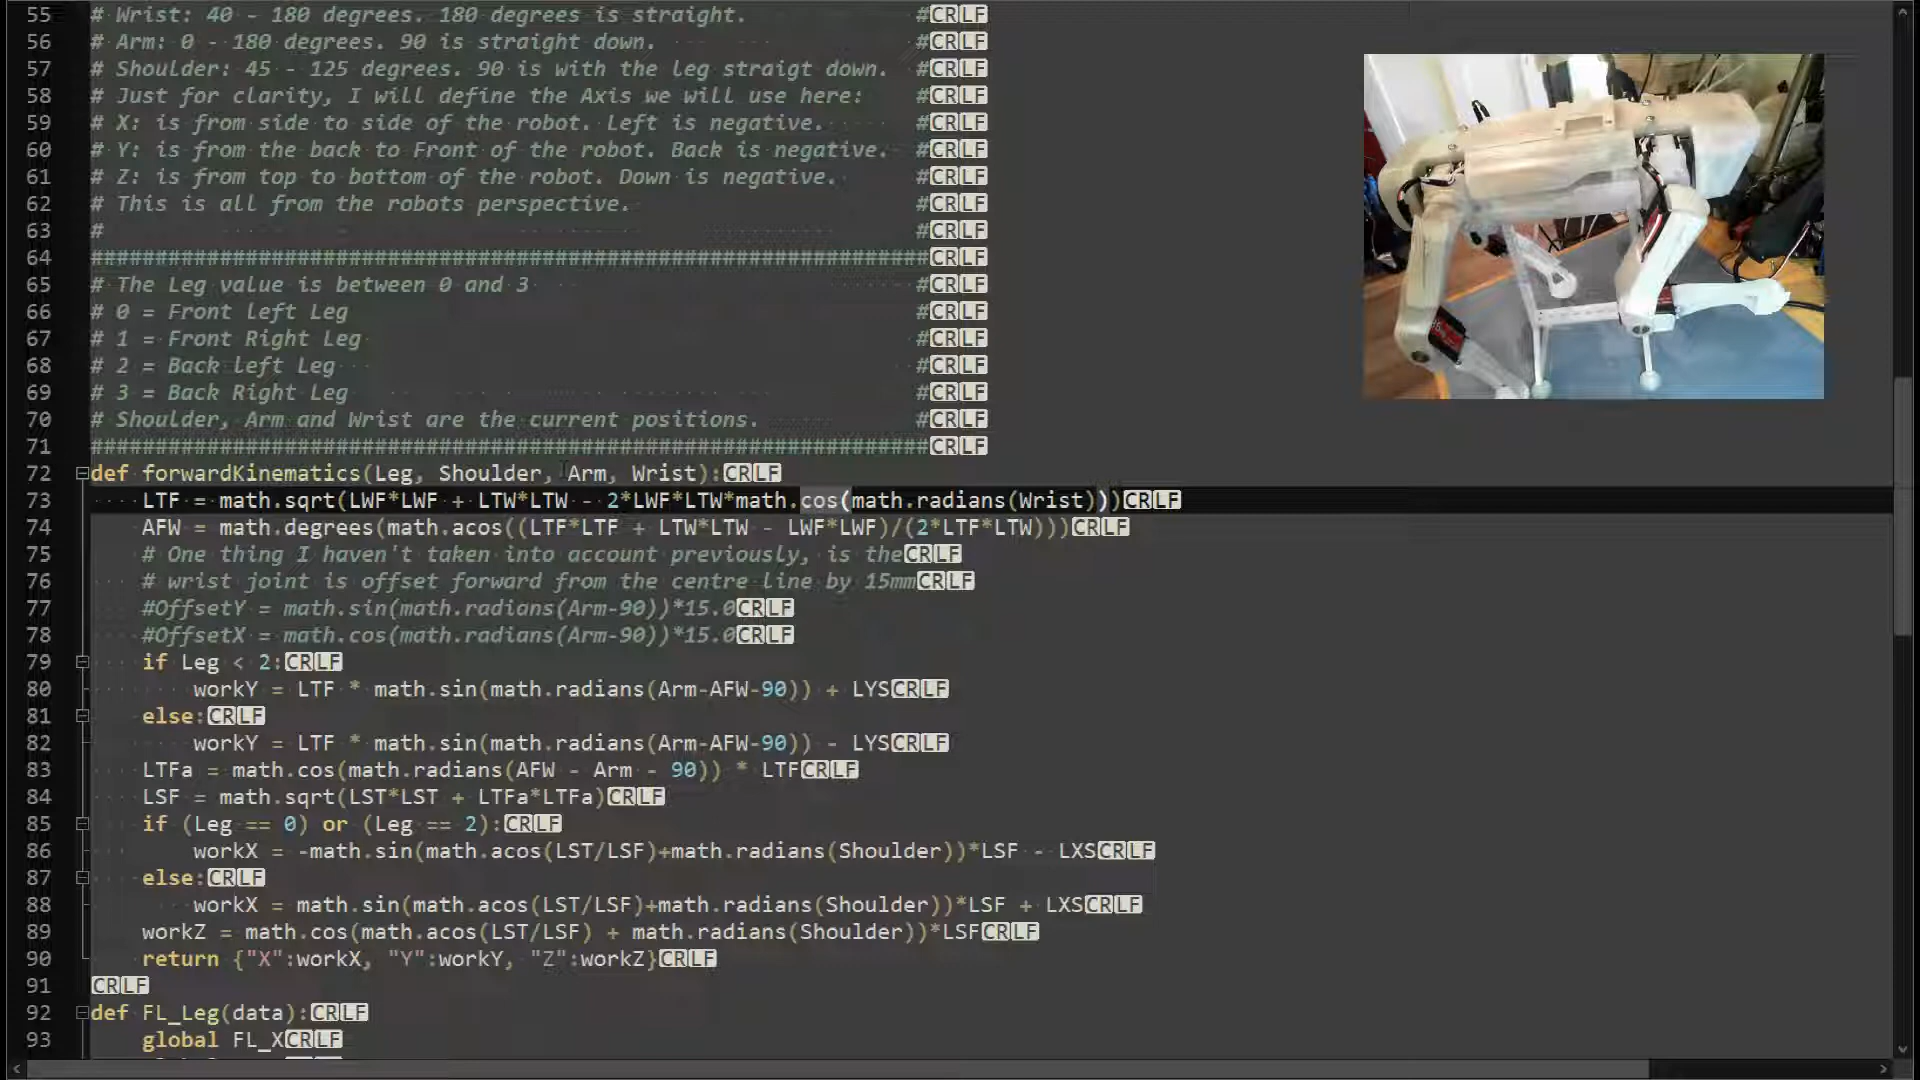 55 # Wrist: 40 - 180 degrees. 180 degrees is straight. #CRLF
56 # Arm: 0 - 180 degrees. 90 is straight down. #CRLF
57 # Shoulder: 45 - 125 degrees. 90 is with the leg straigt down. #CRLF
58 # Just for clarity, I will define the Axis we will use here: #CRLF
59 # X: is from side to side of the robot. Left is negative. #CRLF
60 # Y: is from the back to Front of the robot. Back is negative. #CRLF
61 # Z: is from top to bottom of the robot. Down is negative. #CRLF
62 # This is all from the robots perspective. #CRLF
63 # #CRLF
64 #################################################################CRLF
65 # The Leg value is between 0 and 3 #CRLF
66 # 0 = Front left Leg #CRLF
67 # 1 = Front Right Leg #CRLF
68 # 2 = Back left Leg #CRLF
69 # 3 = Back Right Leg #CRLF
70 # Shoulder, Arm and Wrist are the current positions. #CRLF
71 #################################################################CRLF
72 def forwardKinematics(Leg, Shoulder, Arm, Wrist):CRLF
73 LTF = math.sqrt(LWF*LWF + LTW*LTW - 2*LWF*LTW*math.cos(math.radians(Wrist)))CRLF
74 AFW = math.degrees(math.acos((LTF*LTF + LTW*LTW - LWF*LWF)/(2*LTF*LTW)))CRLF
75 # One thing I haven't taken into account previously, is theCRLF
76 # wrist joint is offset forward from the centre line by 15mmCRLF
77 #OffsetY = math.sin(math.radians(Arm-90))*15.0CRLF
78 #OffsetX = math.cos(math.radians(Arm-90))*15.0CRLF
79 if Leg < 2:CRLF
80 workY = LTF * math.sin(math.radians(Arm-AFW-90)) + LYSCRLF
81 else:CRLF
82 workY = LTF * math.sin(math.radians(Arm-AFW-90)) - LYSCRLF
83 LTFa = math.cos(math.radians(AFW - Arm - 90)) * LTFCRLF
84 LSF = math.sqrt(LST*LST + LTFa*LTFa)CRLF
85 if (Leg == 0) or (Leg == 2):CRLF
86 workX = -math.sin(math.acos(LST/LSF)+math.radians(Shoulder))*LSF - LXSCRLF
87 else:CRLF
88 workX = math.sin(math.acos(LST/LSF)+math.radians(Shoulder))*LSF + LXSCRLF
89 workZ = math.cos(math.acos(LST/LSF) + math.radians(Shoulder))*LSFCRLF
90 return {"X":workX, "Y":workY, "Z":workZ}CRLF
91 CRLF
92 def FL_Leg(data):CRLF
93 global FL_XCRLF